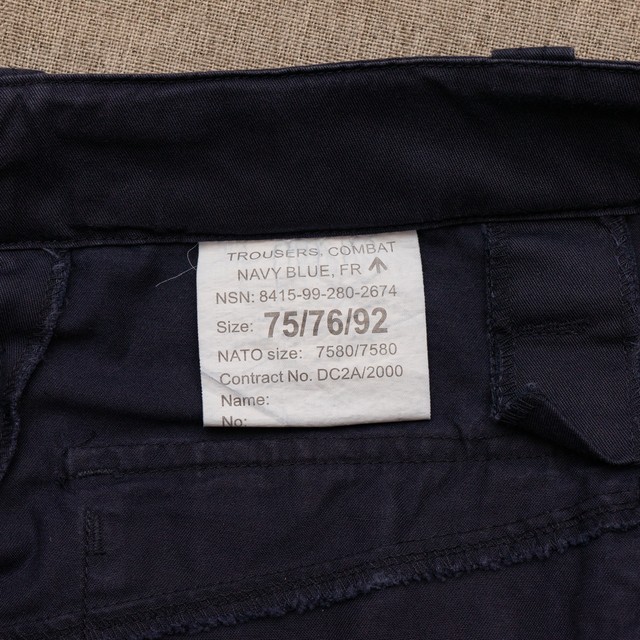 TROUSERS, COMBAT
NAVY BLUE, FR
NSN: 8415-99-280-2674
Size: 75/76/92
NATO size: 7580/7580
Contract No. DC2A/2000
Name:
No: